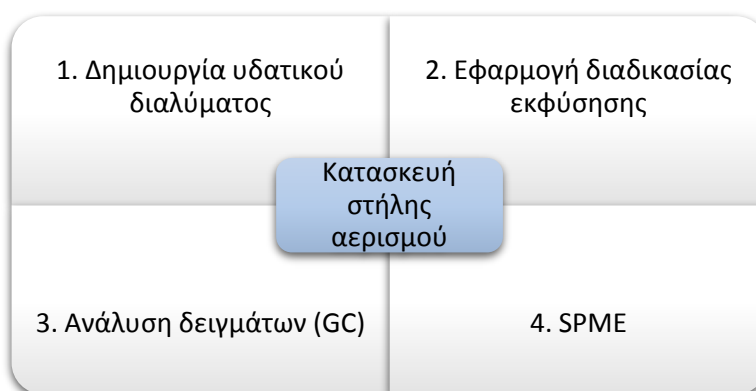 1. Δημιουργία υδατικού
διαλύματος
2. Εφαρμογή διαδικασίας
εκφύσησης
Κατασκευή
στήλης
αερισμού
3. Ανάλυση δειγμάτων (GC)
4. SPME